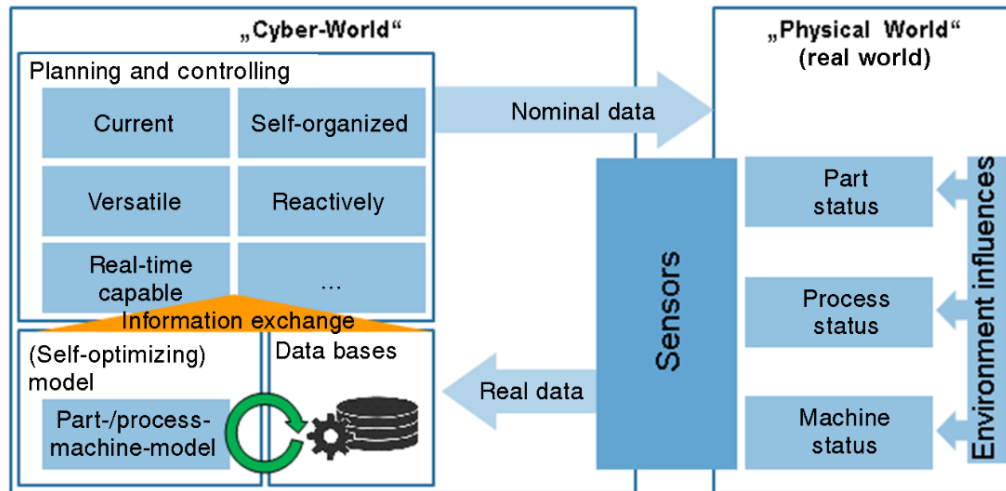 „Cyber-World“
Planning and controlling
Current
Self-organized
Versatile
Reactively
Real-time
capable
...
Information exchange
(Self-optimizing)
model
Part-/process-
machine-model
Data bases
Nominal data
Real data
Sensors
„Physical World“
(real world)
Part
status
Process
status
Machine
status
Environment influences